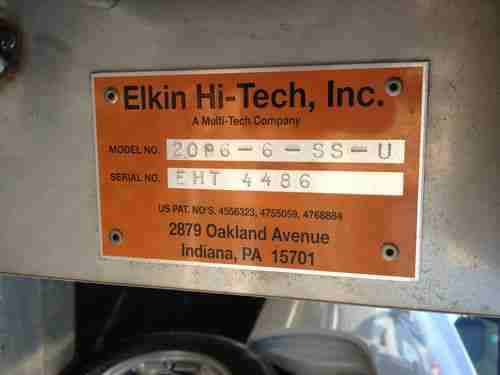 Elkin Hi-Tech, Inc.
A Multi-Tech Company
MODEL NO. 20P6-6-SS-U
SERIAL NO. EHT 4486
US PAT. NO'S. 4556323, 4755059, 4768884
2879 Oakland Avenue
Indiana, PA 15701